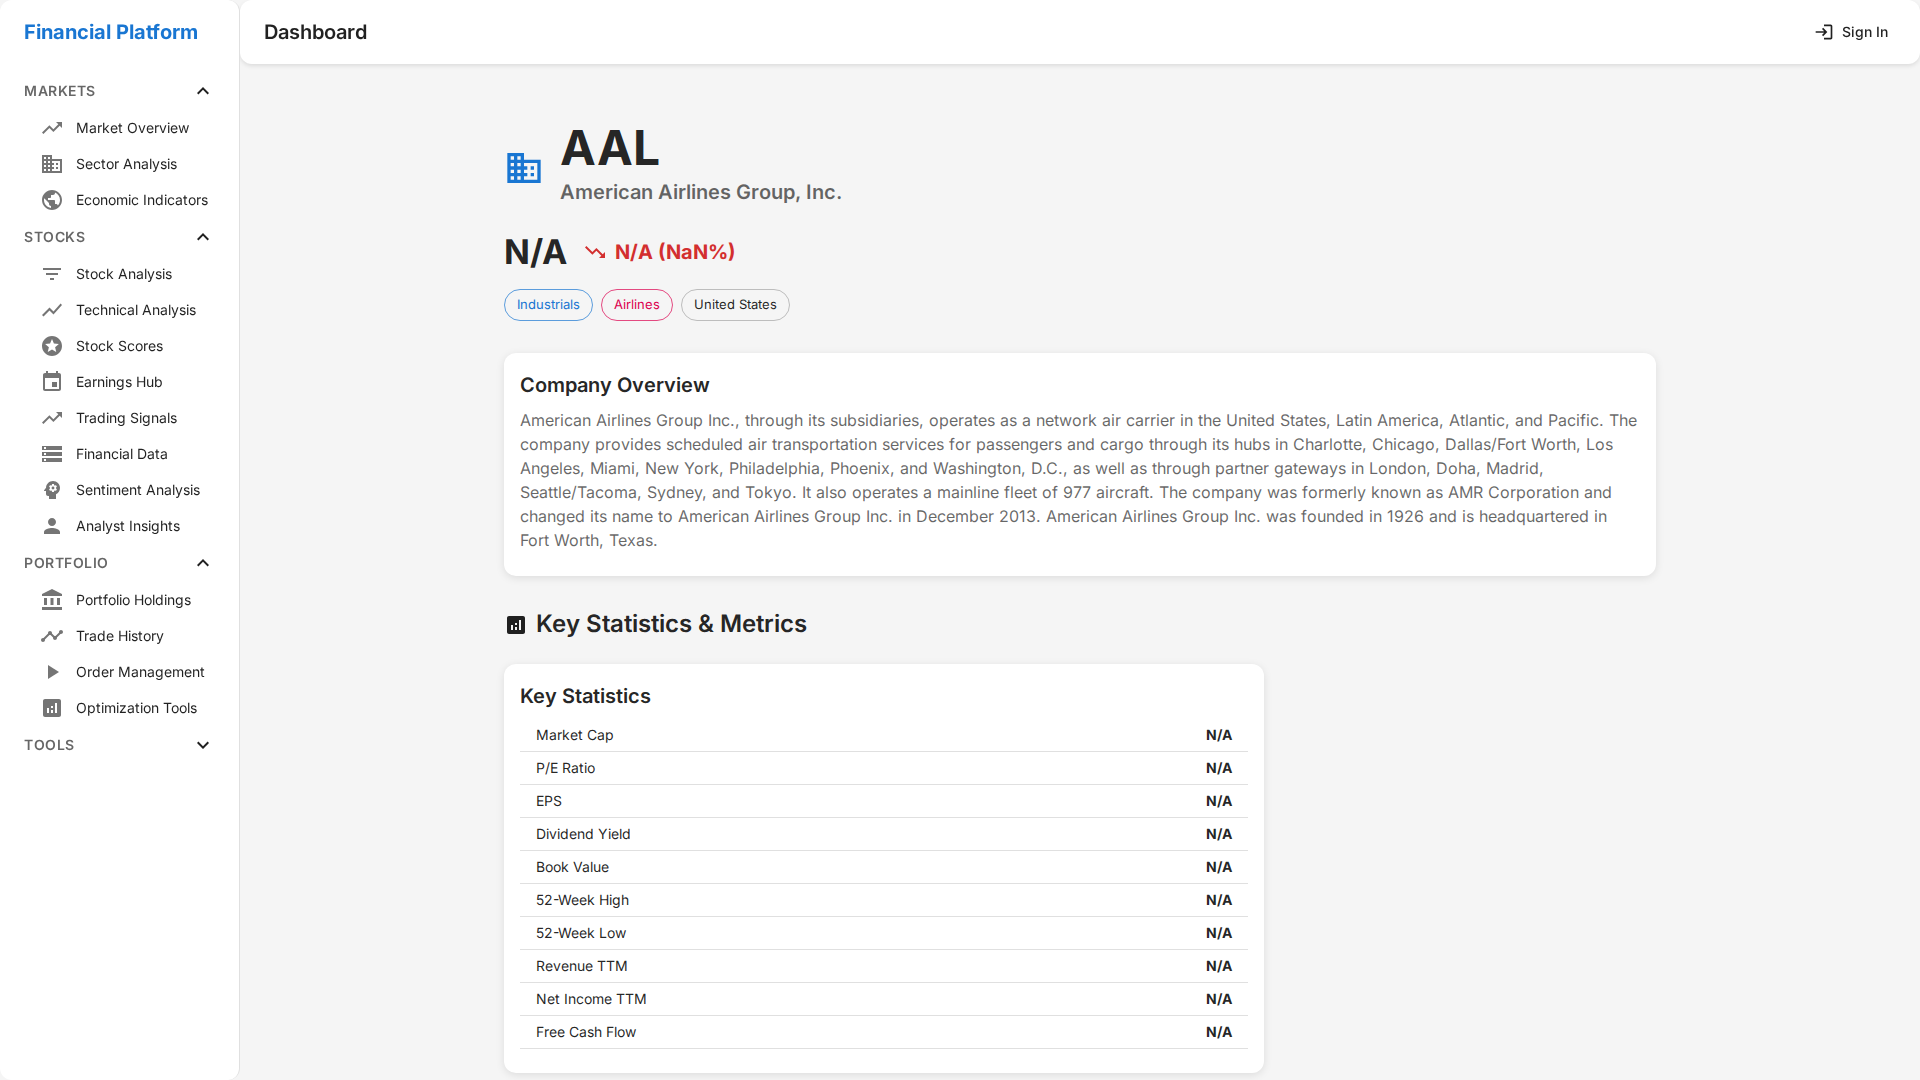 Financial Platform
Dashboard
Sign In
MARKETS
Market Overview
Sector Analysis
Economic Indicators
STOCKS
Stock Analysis
Technical Analysis
Stock Scores
Earnings Hub
Trading Signals
Financial Data
Sentiment Analysis
Analyst Insights
PORTFOLIO
Portfolio Holdings
Trade History
Order Management
Optimization Tools
TOOLS
AAL
American Airlines Group, Inc.
N/A N/A (NaN%)
Industrials Airlines United States
Company Overview
American Airlines Group Inc., through its subsidiaries, operates as a network air carrier in the United States, Latin America, Atlantic, and Pacific. The
company provides scheduled air transportation services for passengers and cargo through its hubs in Charlotte, Chicago, Dallas/Fort Worth, Los
Angeles, Miami, New York, Philadelphia, Phoenix, and Washington, D.C., as well as through partner gateways in London, Doha, Madrid,
Seattle/Tacoma, Sydney, and Tokyo. It also operates a mainline fleet of 977 aircraft. The company was formerly known as AMR Corporation and
changed its name to American Airlines Group Inc. in December 2013. American Airlines Group Inc. was founded in 1926 and is headquartered in
Fort Worth, Texas.
Key Statistics & Metrics
Key Statistics
Market Cap N/A
P/E Ratio N/A
EPS N/A
Dividend Yield N/A
Book Value N/A
52-Week High N/A
52-Week Low N/A
Revenue TTM N/A
Net Income TTM N/A
Free Cash Flow N/A